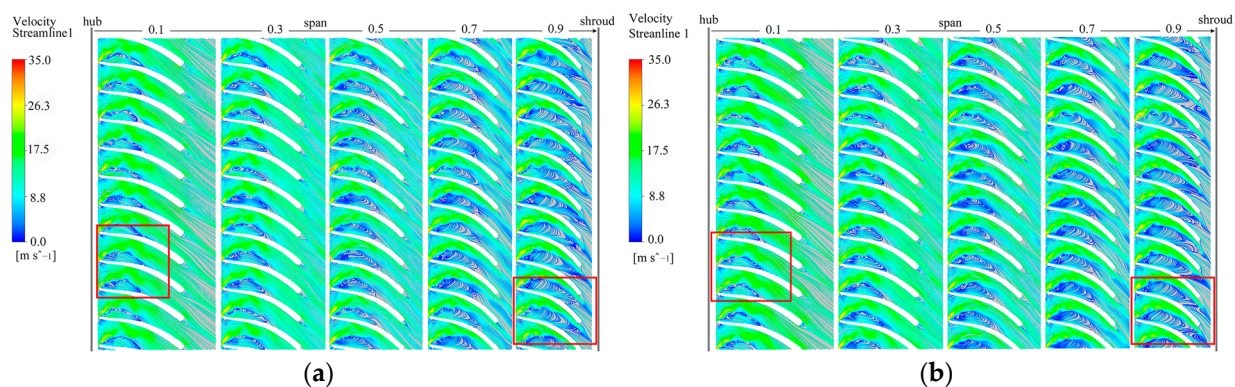 Velocity
Streamline1
35.0
26.3
17.5
8.8
0.0
[m s^−1]
hub span shroud
0.1 0.3 0.5 0.7 0.9
(a)
Velocity
Streanline 1
35.0
26.3
17.5
8.8
0.0
[m s^−1]
hub span shroud
0.1 0.3 0.5 0.7 0.9
(b)